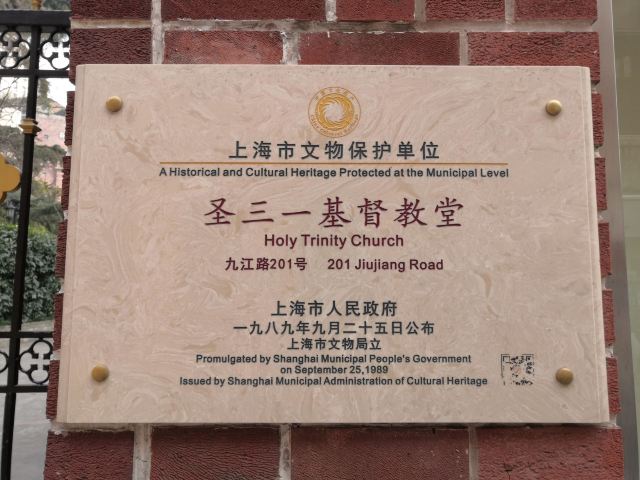 上海市文物保护单位
A Historical and Cultural Heritage Protected at the Municipal Level
圣三一基督教堂
Holy Trinity Church
九江路201号 201 Jiujiang Road
上海市人民政府
一九八九年九月二十五日公布
上海市文物局立
Promulgated by Shanghai Municipal People's Government
on September 25,1989
Issued by Shanghai Municipal Administration of Cultural Heritage